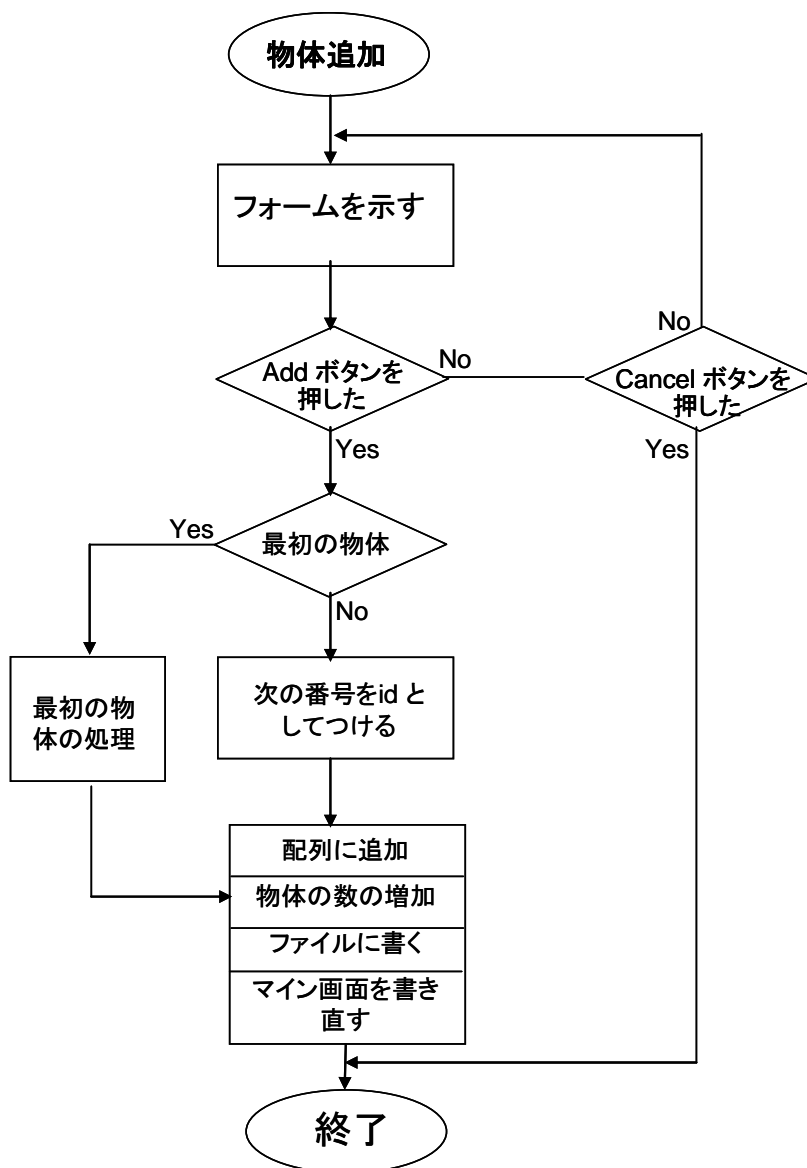 物体追加
フォームを示す
No
Add ボタンを
押した
No
Cancel ボタンを
押した
Yes
Yes
Yes
最初の物体
No
最初の物
体の処理
次の番号をid と
してつける
配列に追加
物体の数の増加
ファイルに書く
マイン画面を書き
直す
終了